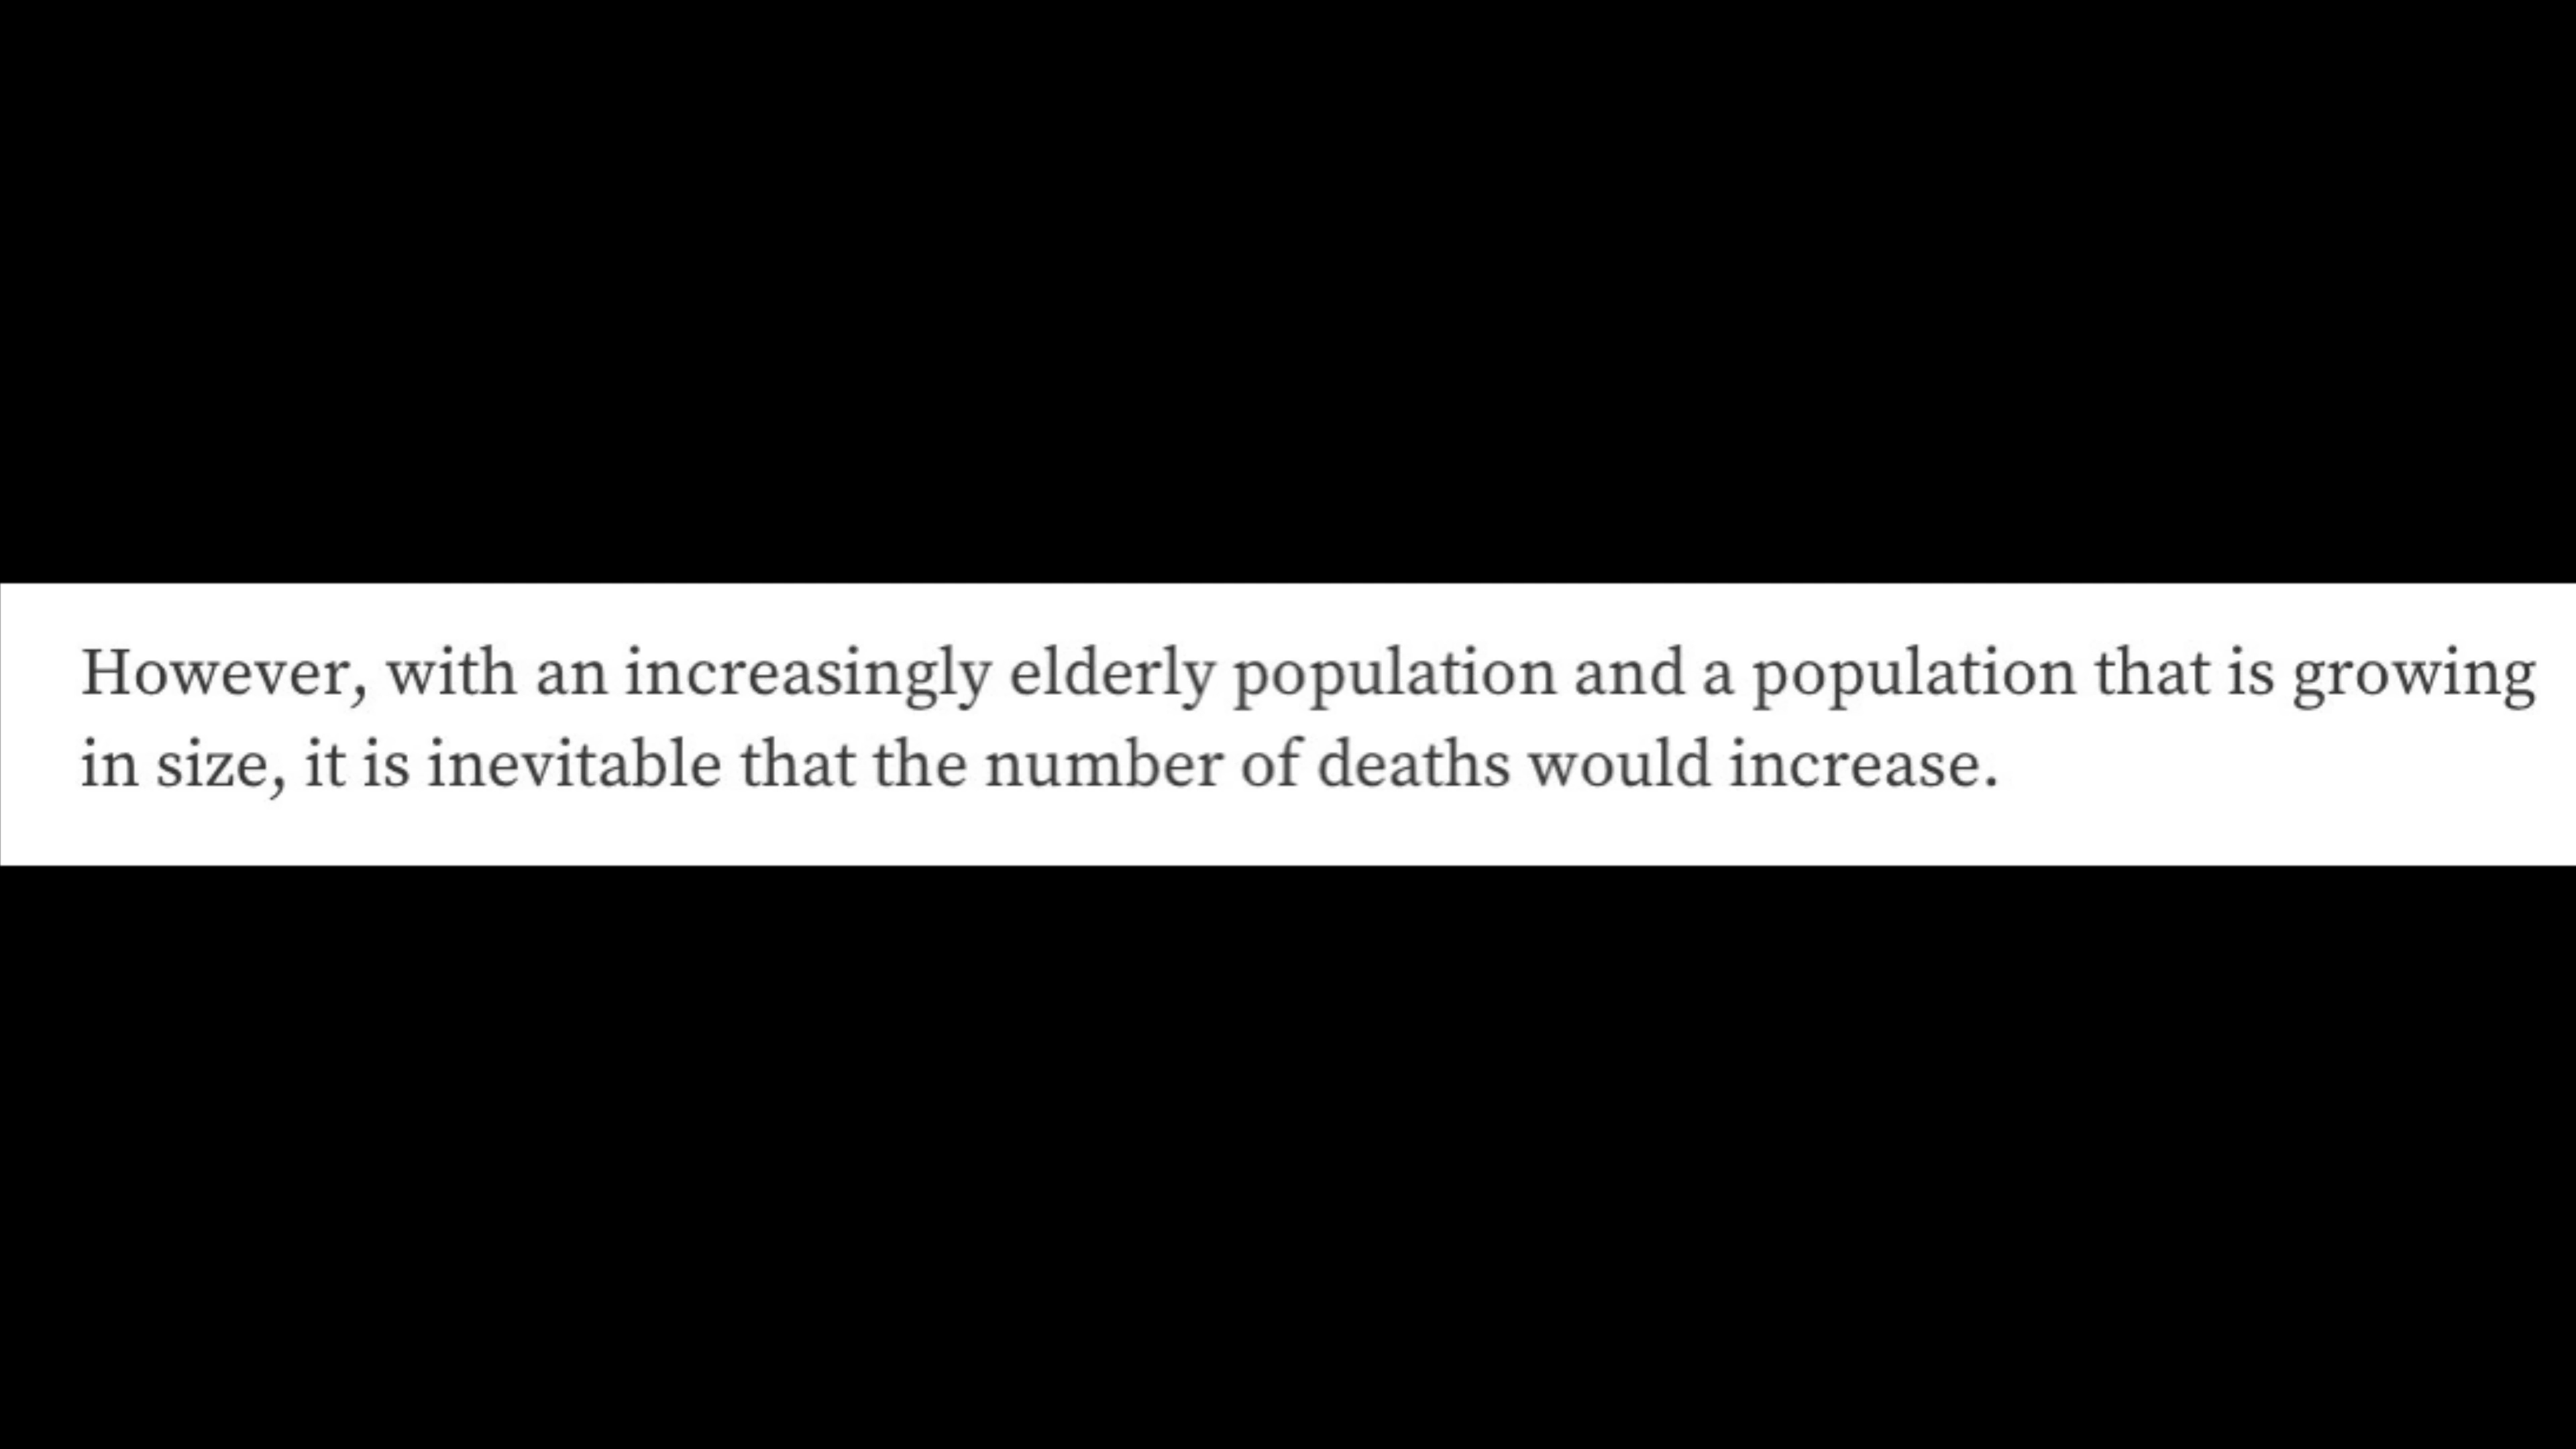 However, with an increasingly elderly population and a population that is growing
in size, it is inevitable that the number of deaths would increase.